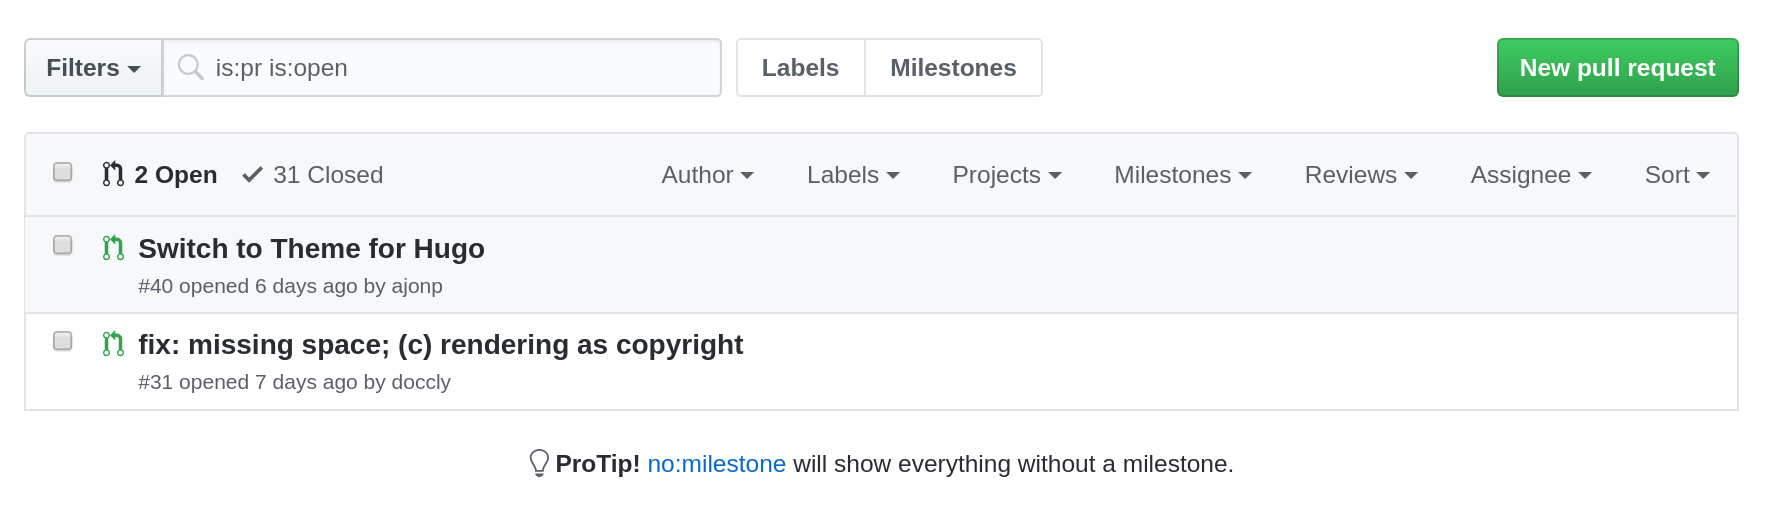 Filters is:pr is:open Labels Milestones New pull request
2 Open 31 Closed Author Labels Projects Milestones Reviews Assignee Sort
Switch to Theme for Hugo
#40 opened 6 days ago by ajonp
fix: missing space; (c) rendering as copyright
#31 opened 7 days ago by doccly
ProTip! no:milestone will show everything without a milestone.